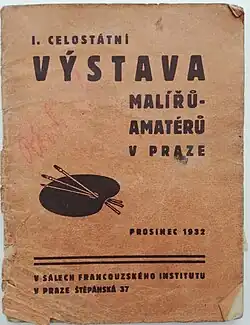 I. CELOSTÁTNÍ
VÝSTAVA
MALÍŘŮ-
AMATÉRŮ
V PRAZE
PROSINEC 1932
V SÁLECH FRANCOUZSKÉHO INSTITUTU
V PRAZE ŠTĚPÁNSKÁ 37